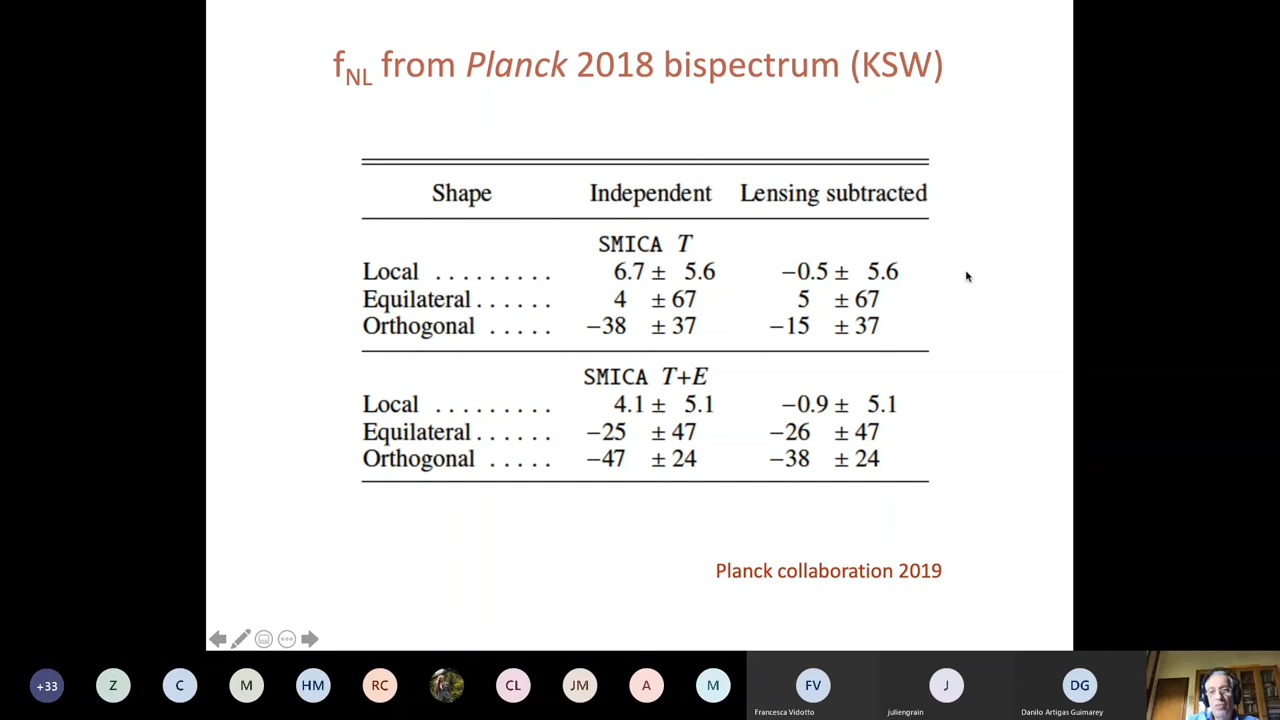 fNL from Planck 2018 bispectrum (KSW)
Shape Independent Lensing subtracted
SMICA T
Local ......... 6.7 ± 5.6 −0.5 ± 5.6
Equilateral ...... 4 ± 67 5 ± 67
Orthogonal ..... −38 ± 37 −15 ± 37
SMICA T+E
Local ......... 4.1 ± 5.1 −0.9 ± 5.1
Equilateral ...... −25 ± 47 −26 ± 47
Orthogonal ..... −47 ± 24 −38 ± 24
Planck collaboration 2019
+33 Z C M HM RC CL JM A M FV J DG
Francesca Vidotto juliengrain Danilo Artigas Guimarey